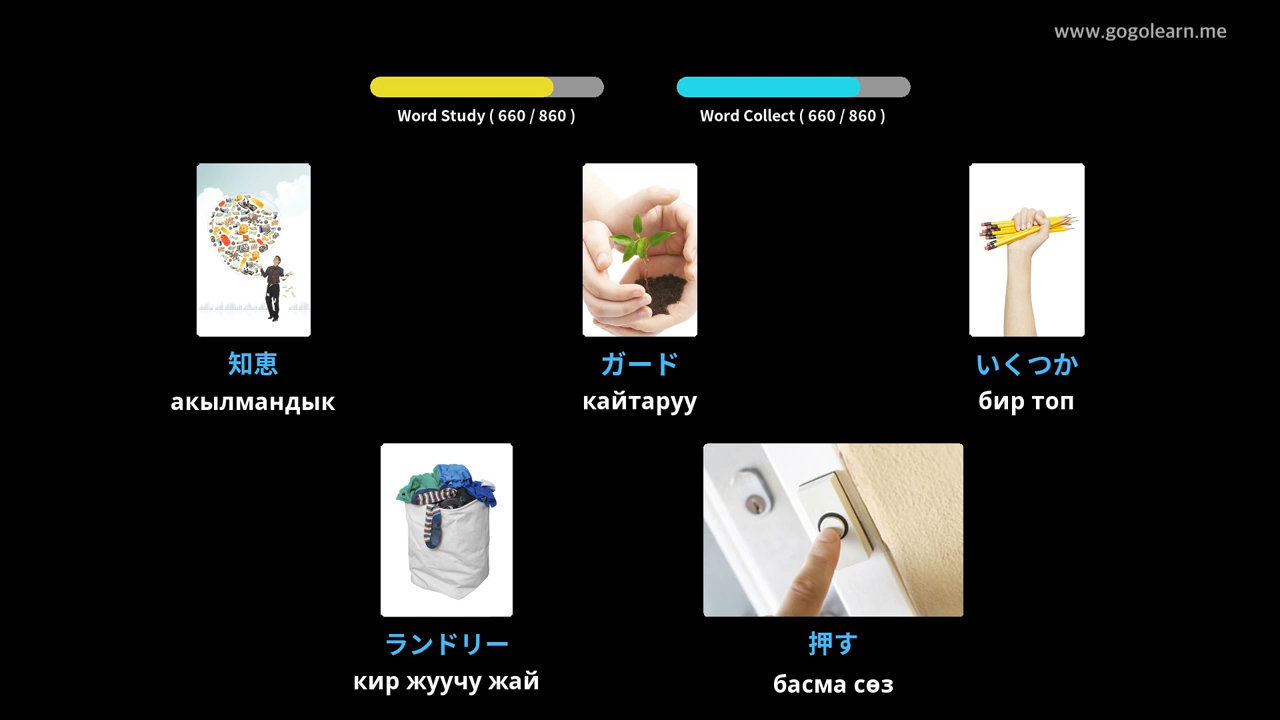 www.gogolearn.me
Word Study ( 660 / 860 )
Word Collect ( 660 / 860 )
知恵
акылмандык
ガード
кайтаруу
いくつか
бир топ
ランドリー
кир жуучу жай
押す
басма сөз